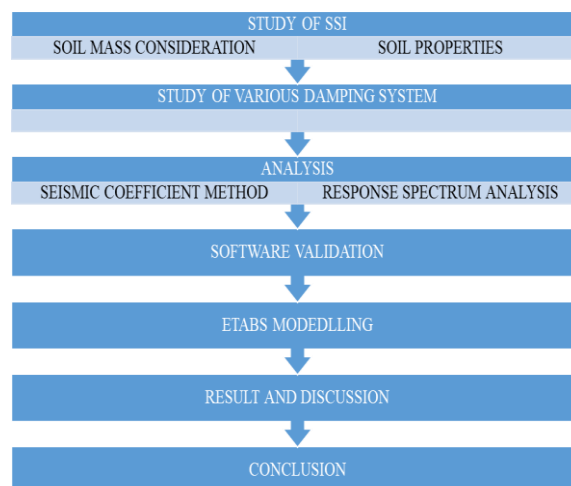 STUDY OF SSI
SOIL MASS CONSIDERATION
SOIL PROPERTIES
STUDY OF VARIOUS DAMPING SYSTEM
ANALYSIS
SEISMIC COEFFICIENT METHOD
RESPONSE SPECTRUM ANALYSIS
SOFTWARE VALIDATION
ETABS MODEDLLING
RESULT AND DISCUSSION
CONCLUSION